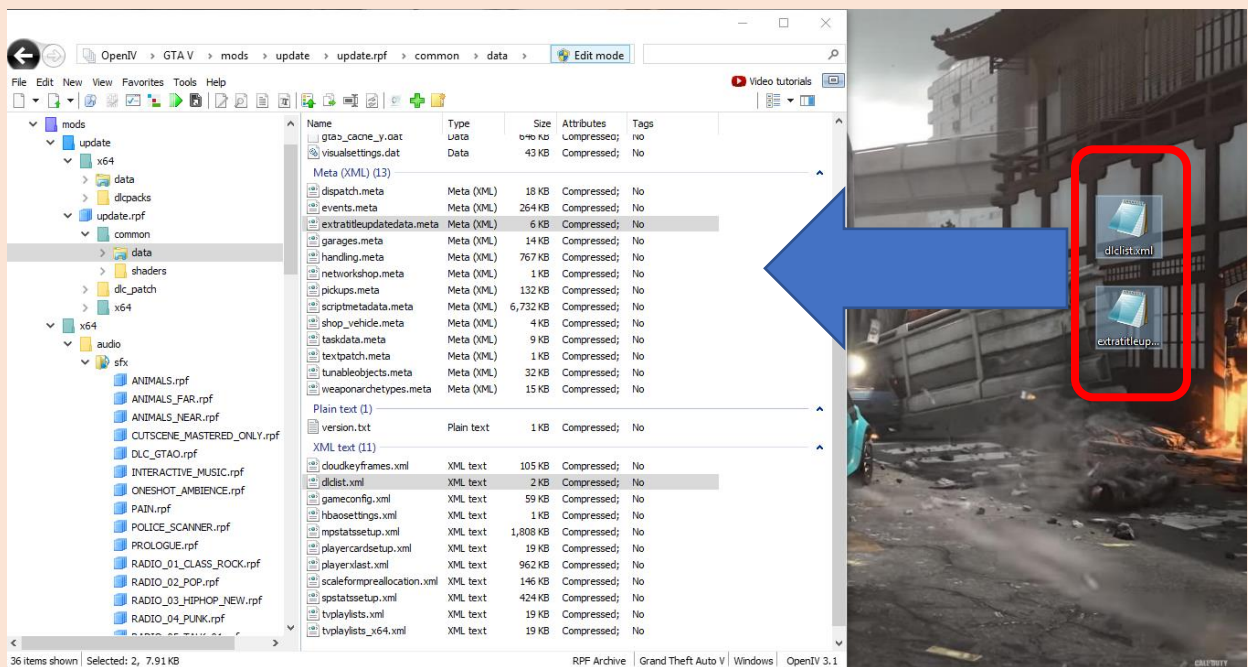 OpenIV › GTA V › mods › update › update.rpf › common › data › Edit mode
File Edit New View Favorites Tools Help Video tutorials
mods
update
x64
data
dlcpacks
update.rpf
common
data
shaders
dlc_patch
x64
x64
audio
sfx
ANIMALS.rpf
ANIMALS_FAR.rpf
ANIMALS_NEAR.rpf
CUTSCENE_MASTERED_ONLY.rpf
DLC_GTAO.rpf
INTERACTIVE_MUSIC.rpf
ONESHOT_AMBIENCE.rpf
PAIN.rpf
POLICE_SCANNER.rpf
PROLOGUE.rpf
RADIO_01_CLASS_ROCK.rpf
RADIO_02_POP.rpf
RADIO_03_HIPHOP_NEW.rpf
RADIO_04_PUNK.rpf
Name Type Size Attributes Tags
gta5_cache_y.dat Data 646 KB Compressed; No
visualsettings.dat Data 43 KB Compressed; No
Meta (XML) (13)
dispatch.meta Meta (XML) 18 KB Compressed; No
events.meta Meta (XML) 264 KB Compressed; No
extratitleupdatedata.meta Meta (XML) 6 KB Compressed; No
garages.meta Meta (XML) 14 KB Compressed; No
handling.meta Meta (XML) 767 KB Compressed; No
networkshop.meta Meta (XML) 1 KB Compressed; No
pickups.meta Meta (XML) 132 KB Compressed; No
scriptmetadata.meta Meta (XML) 6,732 KB Compressed; No
shop_vehicle.meta Meta (XML) 4 KB Compressed; No
taskdata.meta Meta (XML) 9 KB Compressed; No
textpatch.meta Meta (XML) 1 KB Compressed; No
tunableobjects.meta Meta (XML) 32 KB Compressed; No
weaponarchetypes.meta Meta (XML) 15 KB Compressed; No
Plain text (1)
version.txt Plain text 1 KB Compressed; No
XML text (11)
cloudkeyframes.xml XML text 105 KB Compressed; No
dlclist.xml XML text 2 KB Compressed; No
gameconfig.xml XML text 59 KB Compressed; No
hbaosettings.xml XML text 1 KB Compressed; No
mpstatssetup.xml XML text 1,808 KB Compressed; No
playercardsetup.xml XML text 19 KB Compressed; No
playerxlast.xml XML text 962 KB Compressed; No
scaleformpreallocation.xml XML text 146 KB Compressed; No
spstatssetup.xml XML text 424 KB Compressed; No
tvplaylists.xml XML text 19 KB Compressed; No
tvplaylists_x64.xml XML text 19 KB Compressed; No
36 items shown Selected: 2, 7.91 KB RPF Archive Grand Theft Auto V Windows OpenIV 3.1
dlclist.xml
extratitleup...
CALL OF DUTY